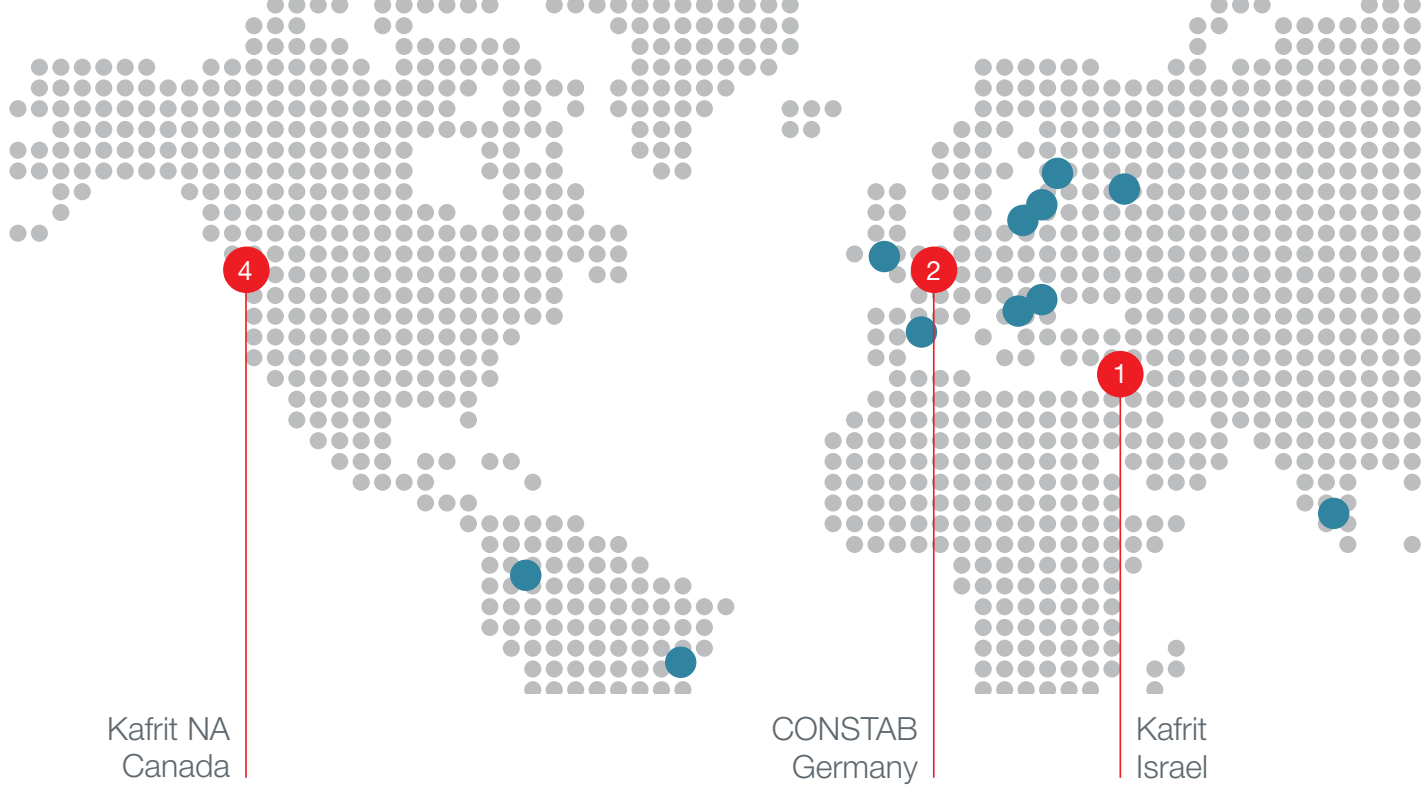 4
2
1
Kafrit NA
Canada
CONSTAB
Germany
Kafrit
Israel